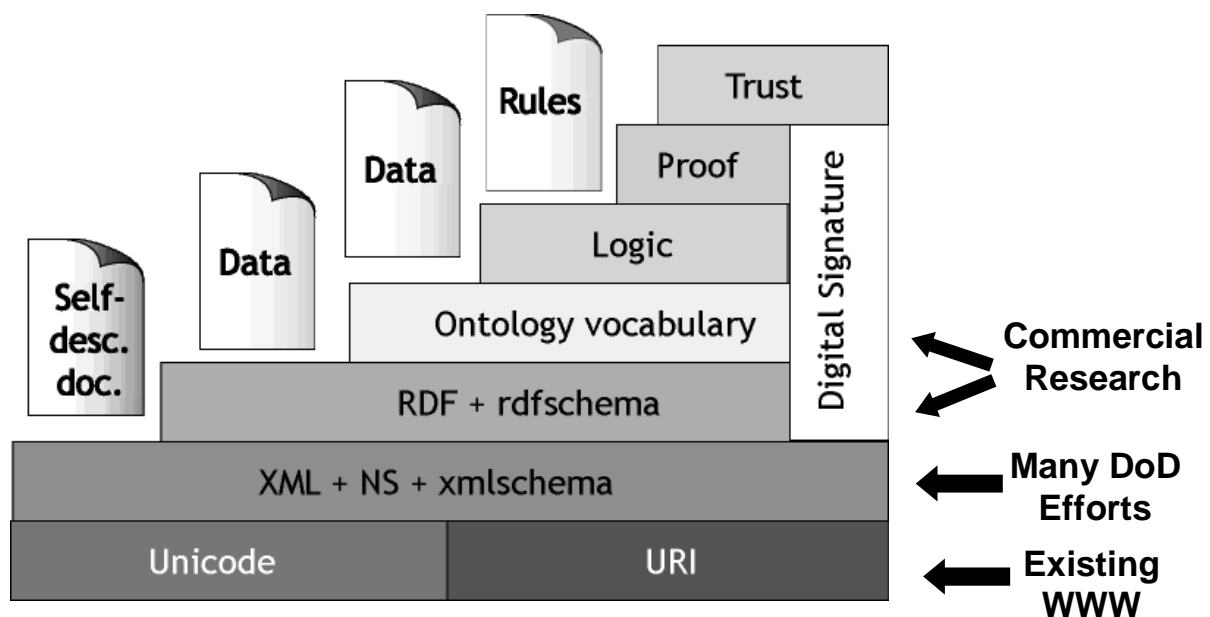 Rules
Trust
Data
Proof
Data
Logic
Digital Signature
Self-
desc.
doc.
Ontology vocabulary
Commercial
Research
RDF + rdfschema
XML + NS + xmlschema
Many DoD
Efforts
Unicode
URI
Existing
WWW